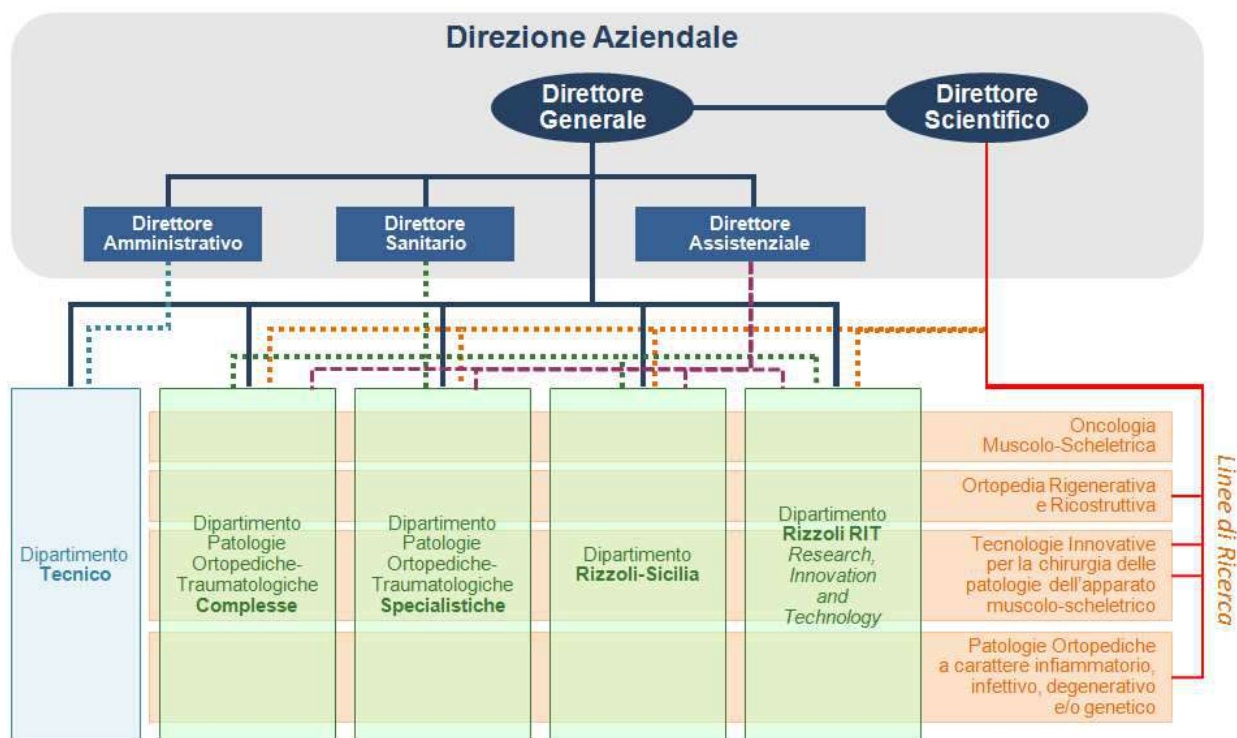 Direzione Aziendale
Direttore
Generale
Direttore
Scientifico
Direttore
Amministrativo
Direttore
Sanitario
Direttore
Assistenziale
Dipartimento
Tecnico
Dipartimento
Patologie
Ortopediche-
Traumatologiche
Complesse
Dipartimento
Patologie
Ortopediche-
Traumatologiche
Specialistiche
Dipartimento
Rizzoli-Sicilia
Dipartimento
Rizzoli RIT
Research,
Innovation
and
Technology
Oncologia
Muscolo-Scheletrica
Ortopedia Rigenerativa
e Ricostruttiva
Tecnologie Innovative
per la chirurgia delle
patologie dell'apparato
muscolo-scheletrico
Patologie Ortopediche
a carattere infiammatorio,
infettivo, degenerativo
e/o genetico
Linee di Ricerca